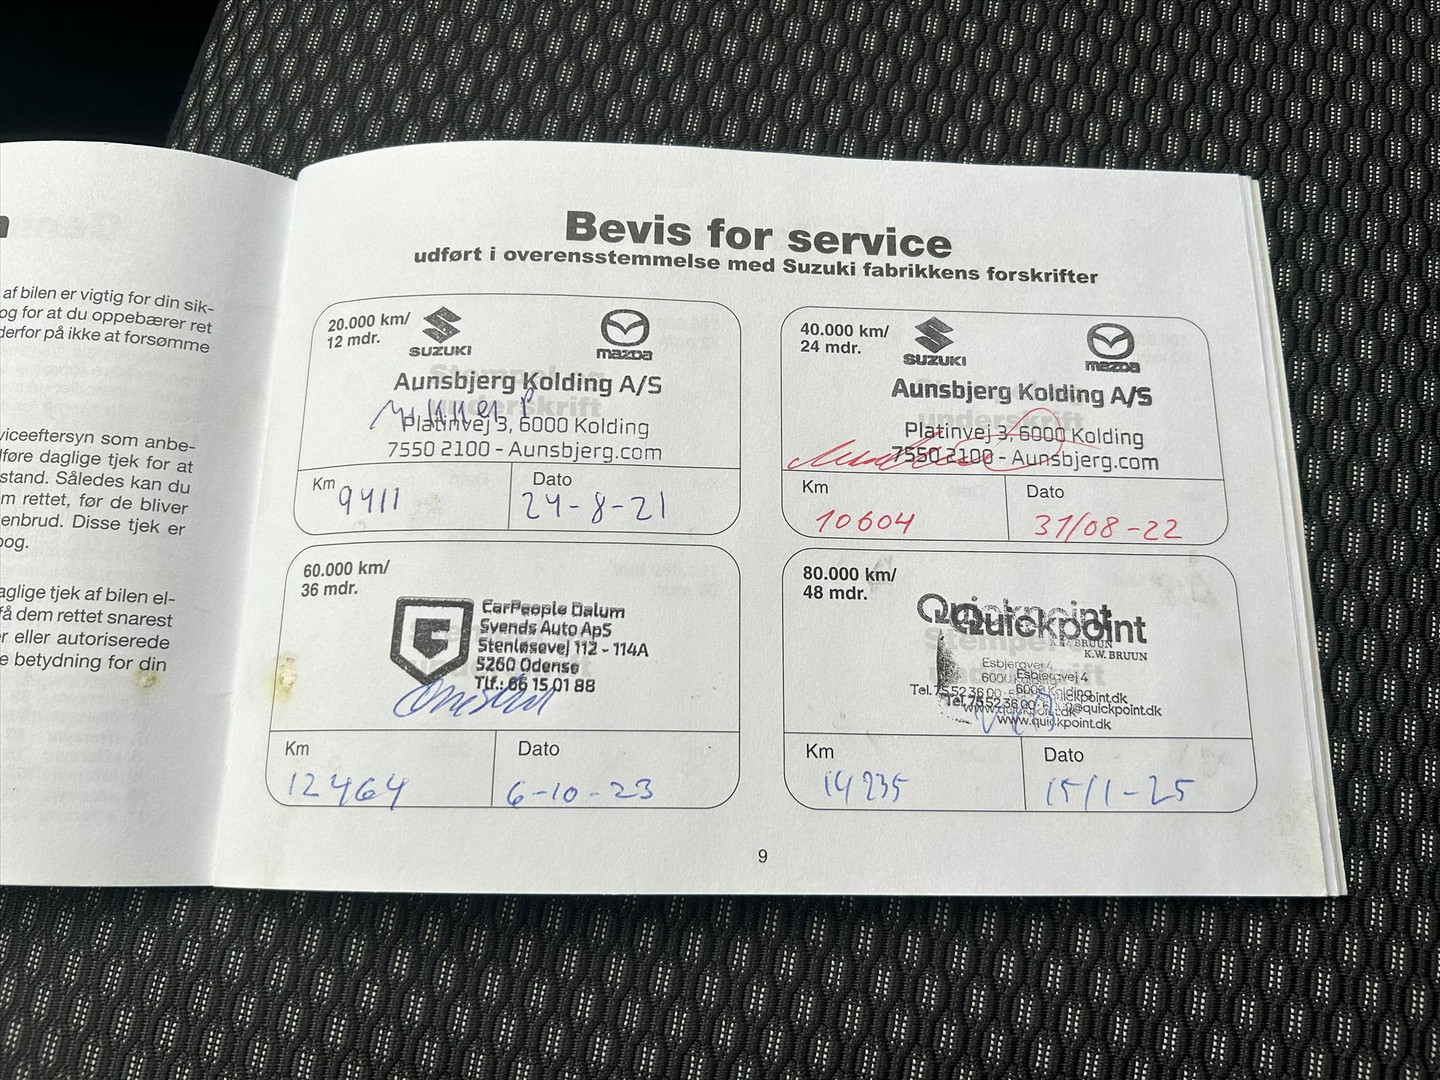 af bilen er vigtig for din sik-
og for at du oppebærer ret
derfor på ikke at forsømme
viceeftersyn som anbe-
føre daglige tjek for at
stand. Således kan du
m rettet, før de bliver
enbrud. Disse tjek er
og.
aglige tjek af bilen el-
få dem rettet snarest
r eller autoriserede
e betydning for din
Bevis for service
udført i overensstemmelse med Suzuki fabrikkens forskrifter
20.000 km/
12 mdr.
SUZUKI
mazda
Aunsbjerg Kolding A/S
Platinvej 3, 6000 Kolding
7550 2100 - Aunsbjerg.com
Km
9411
Dato
24-8-21
40.000 km/
24 mdr.
SUZUKI
mazda
Aunsbjerg Kolding A/S
Platinvej 3, 6000 Kolding
7550 2100 - Aunsbjerg.com
Km
10604
Dato
31/08-22
60.000 km/
36 mdr.
CarPeople Dalum
Svends Auto ApS
Stenløsevej 112 - 114A
5260 Odense
Tlf.: 66 15 01 88
Km
12464
Dato
6-10-23
80.000 km/
48 mdr.
Quickpoint
K.W. BRUUN
Esbjergvej 4
6000 Kolding
Tel. 75 52 36 00
@quickpoint.dk
www.quickpoint.dk
Km
14235
Dato
15/1-25
9